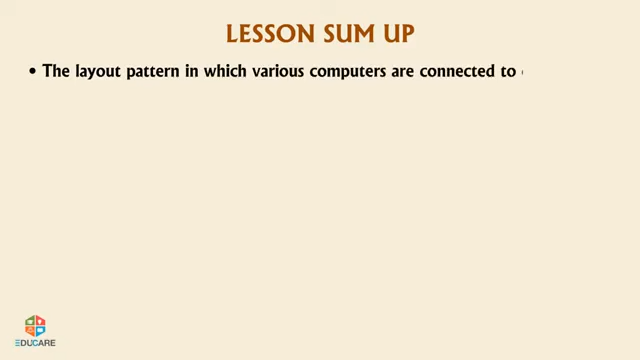 LESSON SUM UP
• The layout pattern in which various computers are connected to
EDUCARE